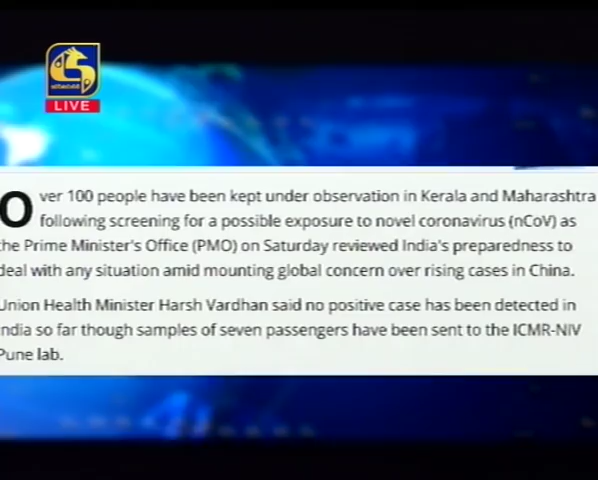 LIVE
Over 100 people have been kept under observation in Kerala and Maharashtra
following screening for a possible exposure to novel coronavirus (nCoV) as
the Prime Minister's Office (PMO) on Saturday reviewed India's preparedness to
deal with any situation amid mounting global concern over rising cases in China.
Union Health Minister Harsh Vardhan said no positive case has been detected in
India so far though samples of seven passengers have been sent to the ICMR-NIV
Pune lab.